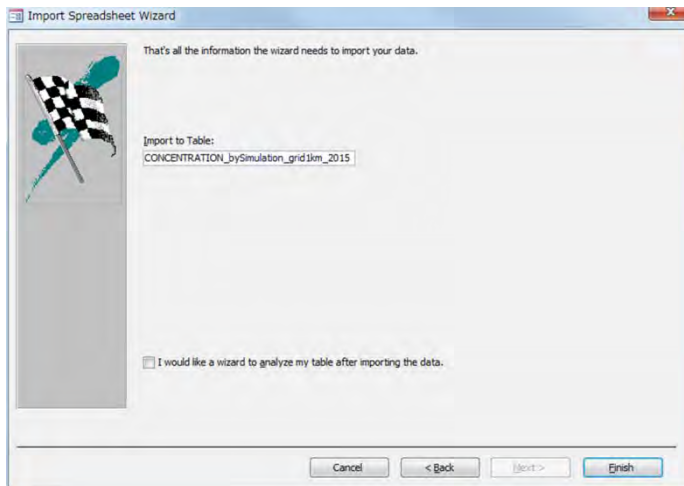 Import Spreadsheet Wizard
That's all the information the wizard needs to import your data.
Import to Table:
CONCENTRATION_bySimulation_grid1km_2015
I would like a wizard to analyze my table after importing the data.
Cancel
< Back
Next >
Finish